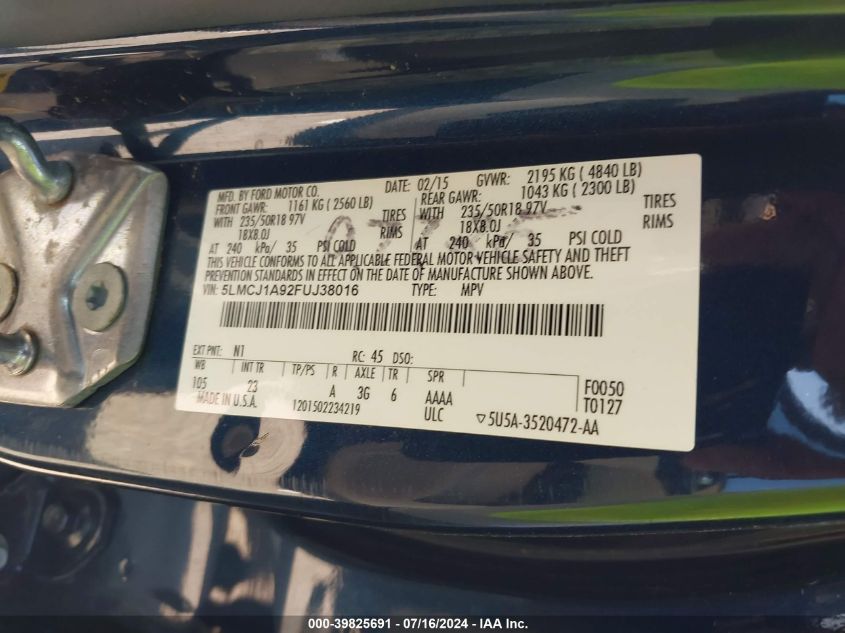 MFD. BY FORD MOTOR CO. DATE: 02/15 GVWR: 2195 KG ( 4840 LB)
FRONT GAWR: 1161 KG ( 2560 LB) REAR GAWR: 1043 KG ( 2300 LB)
WITH 235/50R18 97V TIRES WITH 235/50R18 97V TIRES
18X8.0J RIMS 18X8.0J RIMS
AT 240 kPa/ 35 PSI COLD AT 240 kPa/ 35 PSI COLD
THIS VEHICLE CONFORMS TO ALL APPLICABLE FEDERAL MOTOR VEHICLE SAFETY AND THEFT
PREVENTION STANDARDS IN EFFECT ON THE DATE OF MANUFACTURE SHOWN ABOVE.
VIN: 5LMCJ1A92FUJ38016 TYPE: MPV
EXT PNT: N1 RC: 45 DSO:
WB INT TR TP/PS R AXLE TR SPR
105 23 A 3G 6 AAAA F0050
MADE IN U.S.A. ULC T0127
1201502234219 ▽5U5A-3520472-AA
000-39825691 - 07/16/2024 - IAA Inc.